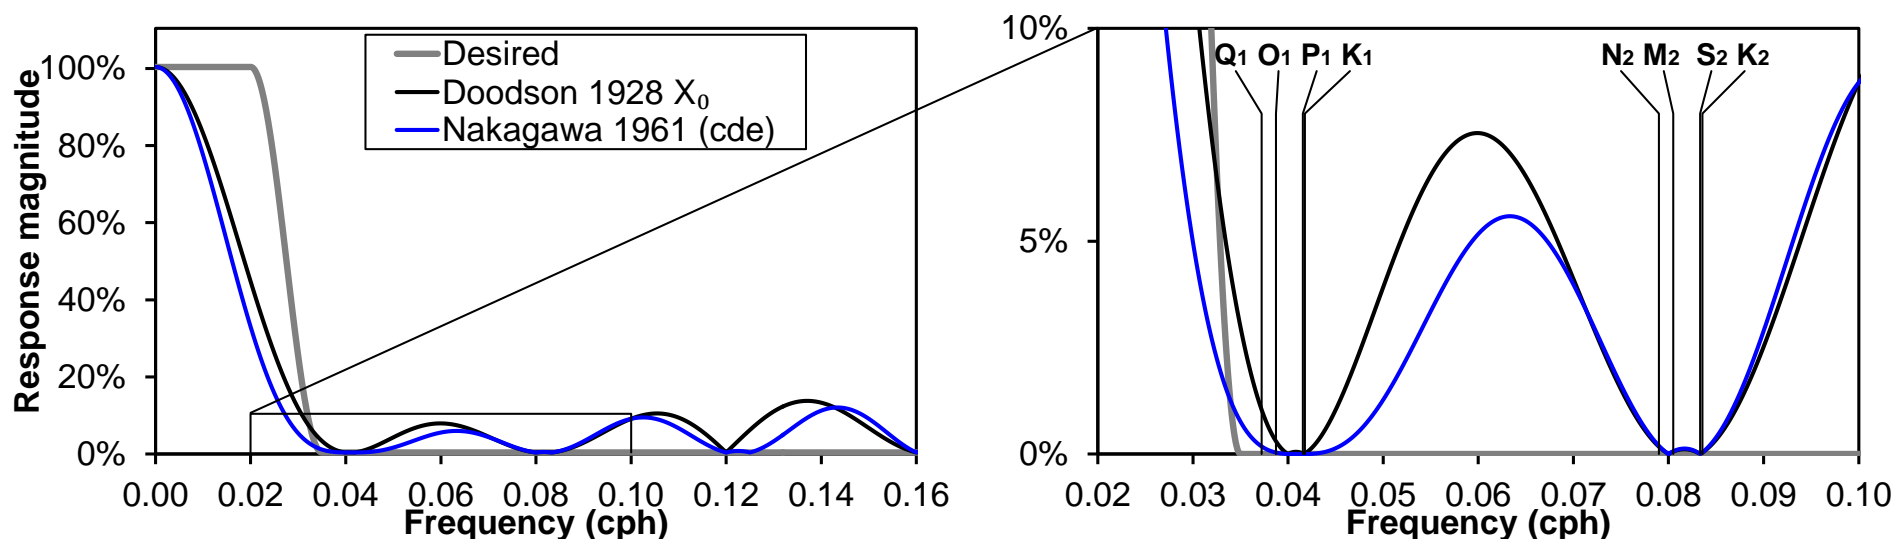 Response magnitude
100%
80%
60%
40%
20%
0%
Desired
Doodson 1928 X₀
Nakagawa 1961 (cde)
0.00 0.02 0.04 0.06 0.08 0.10 0.12 0.14 0.16
Frequency (cph)
10%
5%
0%
Q1 O1 P1 K1 N2 M2 S2 K2
0.02 0.03 0.04 0.05 0.06 0.07 0.08 0.09 0.10
Frequency (cph)